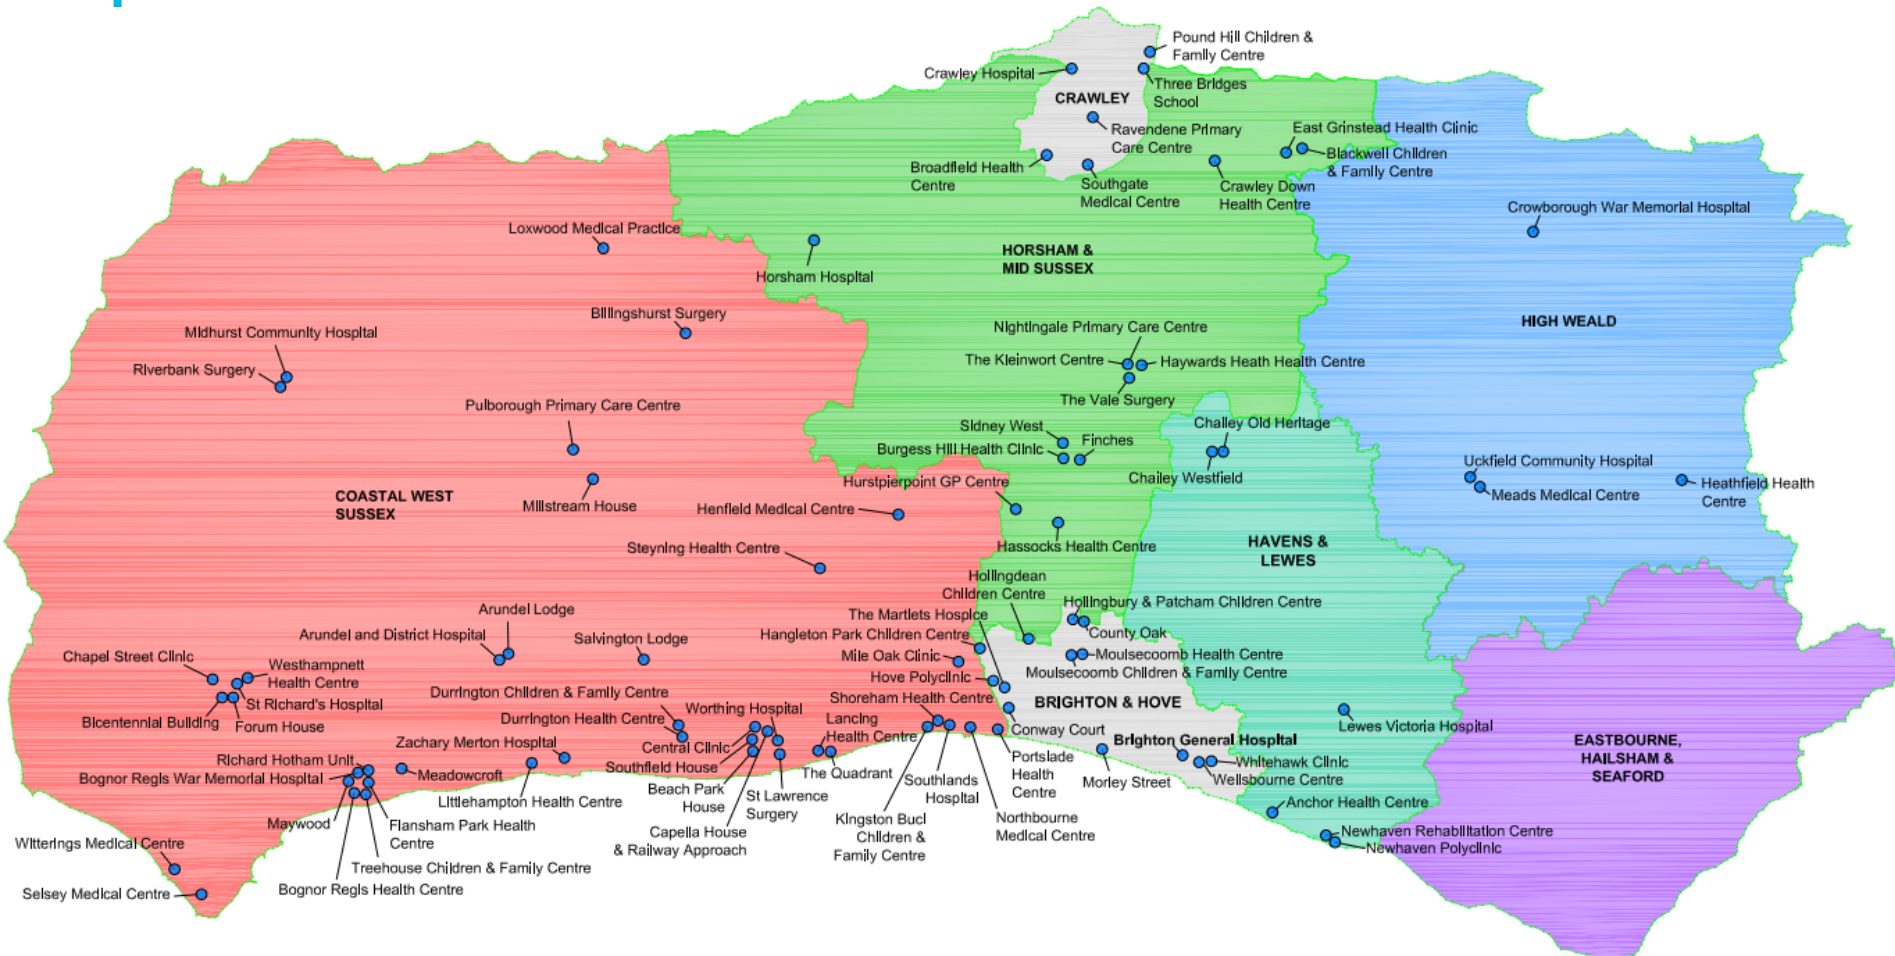 Pound Hill Children &
Family Centre
Crawley Hospital
Three Bridges
School
CRAWLEY
Ravendene Primary
Care Centre
East Grinstead Health Clinic
Blackwell Children
& Family Centre
Broadfield Health
Centre
Southgate
Medical Centre
Crawley Down
Health Centre
Crowborough War Memorial Hospital
Loxwood Medical Practice
HORSHAM &
MID SUSSEX
Horsham Hospital
Billingshurst Surgery
HIGH WEALD
Midhurst Community Hospital
Riverbank Surgery
Nightingale Primary Care Centre
The Kleinwort Centre
Haywards Heath Health Centre
The Vale Surgery
Pulborough Primary Care Centre
Sidney West
Burgess Hill Health Clinic
Finches
Chailey Old Heritage
Chailey Westfield
Uckfield Community Hospital
Meads Medical Centre
Heathfield Health
Centre
Hurstpierpoint GP Centre
COASTAL WEST
SUSSEX
Millstream House
Henfield Medical Centre
Hassocks Health Centre
HAVENS &
LEWES
Steyning Health Centre
Hollingdean
Children Centre
Hollingbury & Patcham Children Centre
The Martlets Hospice
County Oak
Arundel Lodge
Arundel and District Hospital
Salvington Lodge
Hangleton Park Children Centre
Mile Oak Clinic
Moulsecoomb Health Centre
Moulsecoomb Children & Family Centre
Chapel Street Clinic
Westhampnett
Health Centre
St Richard's Hospital
Bicentennial Building
Forum House
Hove Polyclinic
Shoreham Health Centre
BRIGHTON & HOVE
Durrington Children & Family Centre
Durrington Health Centre
Worthing Hospital
Lancing
Health Centre
Conway Court
Lewes Victoria Hospital
Brighton General Hospital
Zachary Merton Hospital
Central Clinic
Southfield House
Richard Hotham Unit
Bognor Regis War Memorial Hospital
Meadowcroft
The Quadrant
Portslade
Health
Centre
Morley Street
Whitehawk Clinic
Wellsbourne Centre
EASTBOURNE,
HAILSHAM &
SEAFORD
Littlehampton Health Centre
Beach Park
House
St Lawrence
Surgery
Southlands
Hospital
Anchor Health Centre
Maywood
Flansham Park Health
Centre
Capella House
& Railway Approach
Kingston Buci
Children &
Family Centre
Northbourne
Medical Centre
Newhaven Rehabilitation Centre
Newhaven Polyclinic
Witterings Medical Centre
Treehouse Children & Family Centre
Bognor Regis Health Centre
Selsey Medical Centre